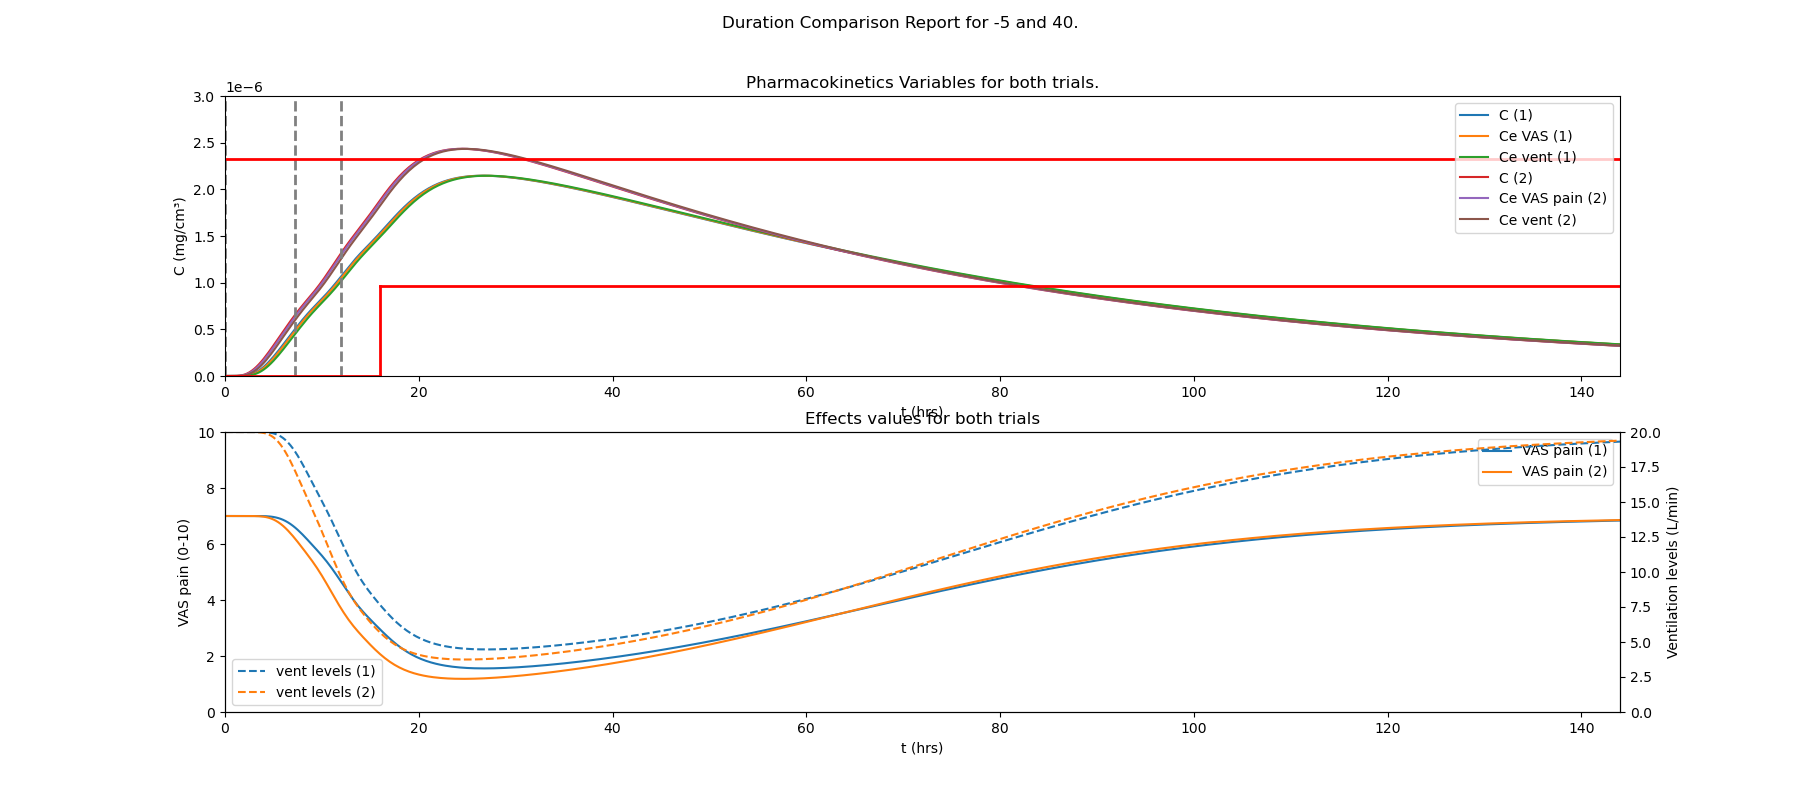 Duration Comparison Report for -5 and 40.
Pharmacokinetics Variables for both trials.
1e−6
3.0
2.5
2.0
1.5
1.0
0.5
0.0
C (mg/cm³)
C (1)
Ce VAS (1)
Ce vent (1)
C (2)
Ce VAS pain (2)
Ce vent (2)
0 20 40 60 80 100 120 140
t (hrs)
Effects values for both trials
10
8
6
4
2
0
VAS pain (0-10)
VAS pain (1)
VAS pain (2)
vent levels (1)
vent levels (2)
20.0
17.5
15.0
12.5
10.0
7.5
5.0
2.5
0.0
Ventilation levels (L/min)
0 20 40 60 80 100 120 140
t (hrs)